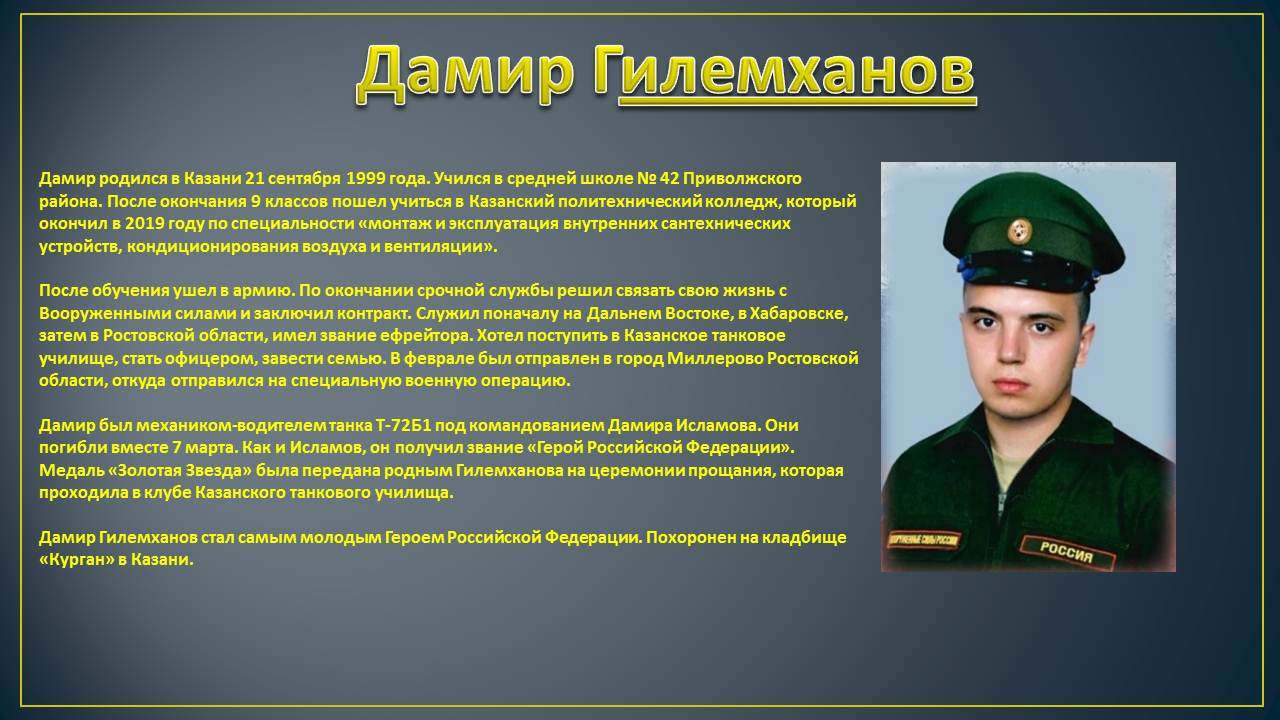 Дамир Гилемханов
Дамир родился в Казани 21 сентября 1999 года. Учился в средней школе № 42 Приволжского
района. После окончания 9 классов пошел учиться в Казанский политехнический колледж, который
окончил в 2019 году по специальности «монтаж и эксплуатация внутренних сантехнических
устройств, кондиционирования воздуха и вентиляции».
После обучения ушел в армию. По окончании срочной службы решил связать свою жизнь с
Вооруженными силами и заключил контракт. Служил поначалу на Дальнем Востоке, в Хабаровске,
затем в Ростовской области, имел звание ефрейтора. Хотел поступить в Казанское танковое
училище, стать офицером, завести семью. В феврале был отправлен в город Миллерово Ростовской
области, откуда отправился на специальную военную операцию.
Дамир был механиком-водителем танка Т-72Б1 под командованием Дамира Исламова. Они
погибли вместе 7 марта. Как и Исламов, он получил звание «Герой Российской Федерации».
Медаль «Золотая Звезда» была передана родным Гилемханова на церемонии прощания, которая
проходила в клубе Казанского танкового училища.
Дамир Гилемханов стал самым молодым Героем Российской Федерации. Похоронен на кладбище
«Курган» в Казани.
ВООРУЖЕННЫЕ СИЛЫ РОССИИ
РОССИЯ